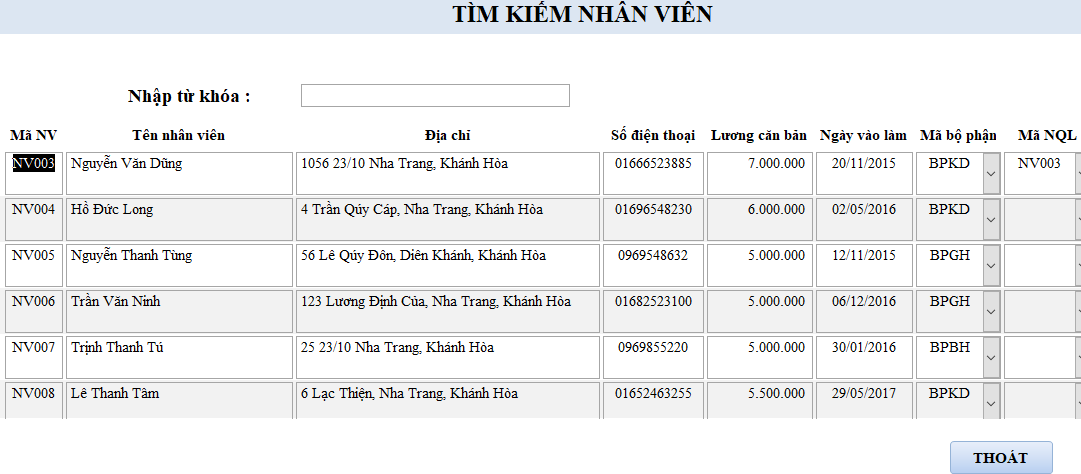 TÌM KIẾM NHÂN VIÊN
Nhập từ khóa :
Mã NV Tên nhân viên Địa chỉ Số điện thoại Lương căn bản Ngày vào làm Mã bộ phận Mã NQL
NV003 Nguyễn Văn Dũng 1056 23/10 Nha Trang, Khánh Hòa 01666523885 7.000.000 20/11/2015 BPKD NV003
NV004 Hồ Đức Long 4 Trần Qúy Cáp, Nha Trang, Khánh Hòa 01696548230 6.000.000 02/05/2016 BPKD
NV005 Nguyễn Thanh Tùng 56 Lê Qúy Đôn, Diên Khánh, Khánh Hòa 0969548632 5.000.000 12/11/2015 BPGH
NV006 Trần Văn Ninh 123 Lương Định Của, Nha Trang, Khánh Hòa 01682523100 5.000.000 06/12/2016 BPGH
NV007 Trịnh Thanh Tú 25 23/10 Nha Trang, Khánh Hòa 0969855220 5.000.000 30/01/2016 BPBH
NV008 Lê Thanh Tâm 6 Lạc Thiện, Nha Trang, Khánh Hòa 01652463255 5.500.000 29/05/2017 BPKD
THOÁT